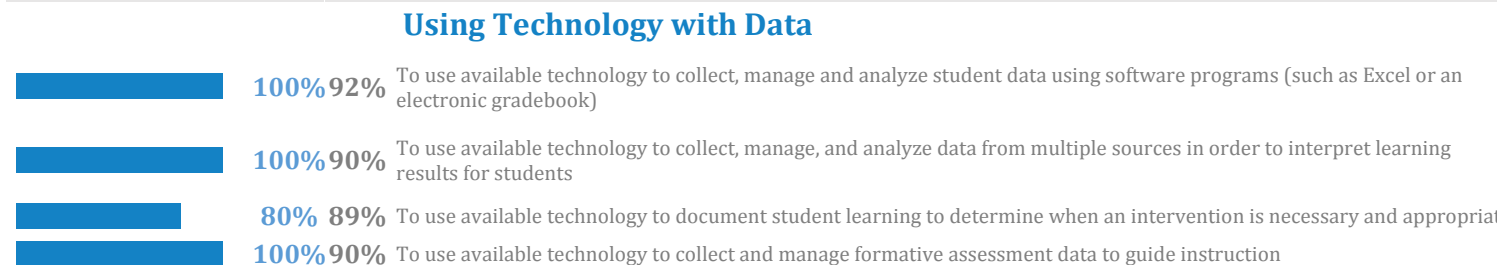 Using Technology with Data
100% 92% To use available technology to collect, manage and analyze student data using software programs (such as Excel or an
electronic gradebook)
100% 90% To use available technology to collect, manage, and analyze data from multiple sources in order to interpret learning
results for students
80% 89% To use available technology to document student learning to determine when an intervention is necessary and appropriat
100% 90% To use available technology to collect and manage formative assessment data to guide instruction